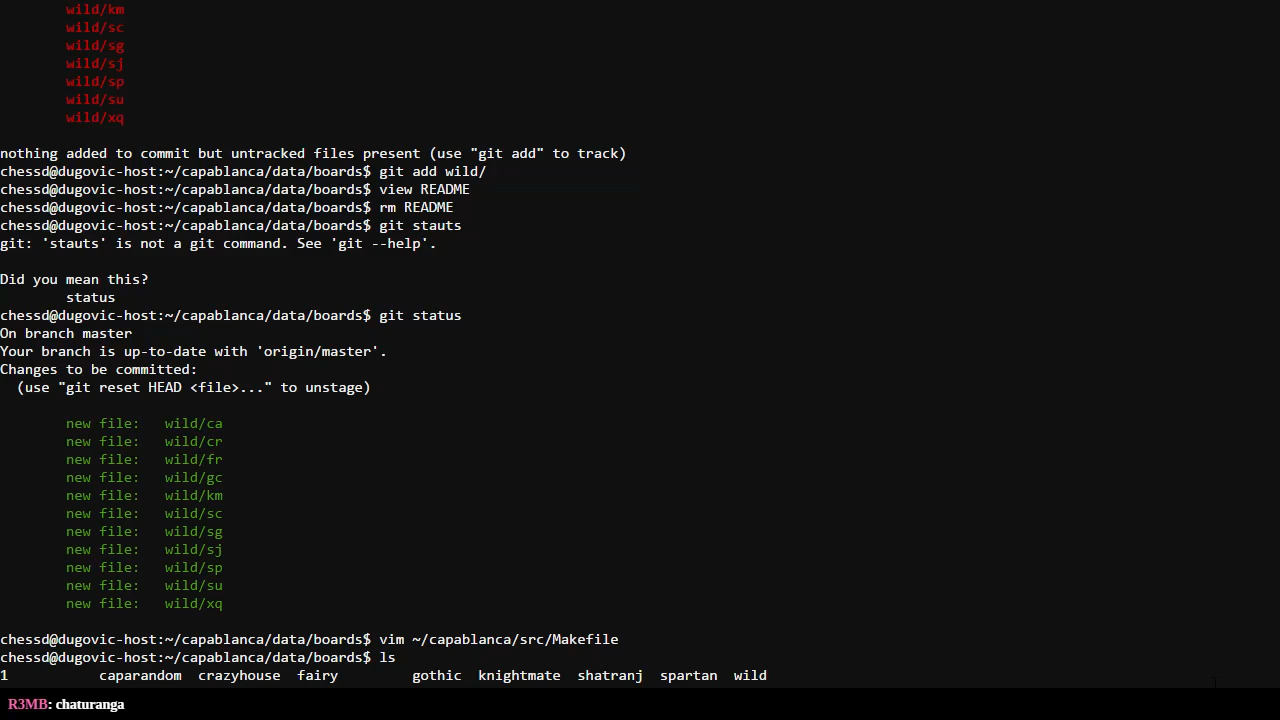 wild/km
wild/sc
wild/sg
wild/sj
wild/sp
wild/su
wild/xq
nothing added to commit but untracked files present (use "git add" to track)
chessd@dugovic-host:~/capablanca/data/boards$ git add wild/
chessd@dugovic-host:~/capablanca/data/boards$ view README
chessd@dugovic-host:~/capablanca/data/boards$ rm README
chessd@dugovic-host:~/capablanca/data/boards$ git stauts
git: 'stauts' is not a git command. See 'git --help'.
Did you mean this?
status
chessd@dugovic-host:~/capablanca/data/boards$ git status
On branch master
Your branch is up-to-date with 'origin/master'.
Changes to be committed:
(use "git reset HEAD <file>..." to unstage)
new file:   wild/ca
new file:   wild/cr
new file:   wild/fr
new file:   wild/gc
new file:   wild/km
new file:   wild/sc
new file:   wild/sg
new file:   wild/sj
new file:   wild/sp
new file:   wild/su
new file:   wild/xq
chessd@dugovic-host:~/capablanca/data/boards$ vim ~/capablanca/src/Makefile
chessd@dugovic-host:~/capablanca/data/boards$ ls
1           caparandom  crazyhouse  fairy         gothic  knightmate  shatranj  spartan  wild
R3MB: chaturanga